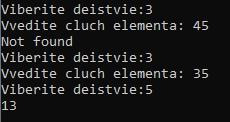 Viberite deistvie:3
Vvedite cluch elementa: 45
Not found
Viberite deistvie:3
Vvedite cluch elementa: 35
Viberite deistvie:5
13